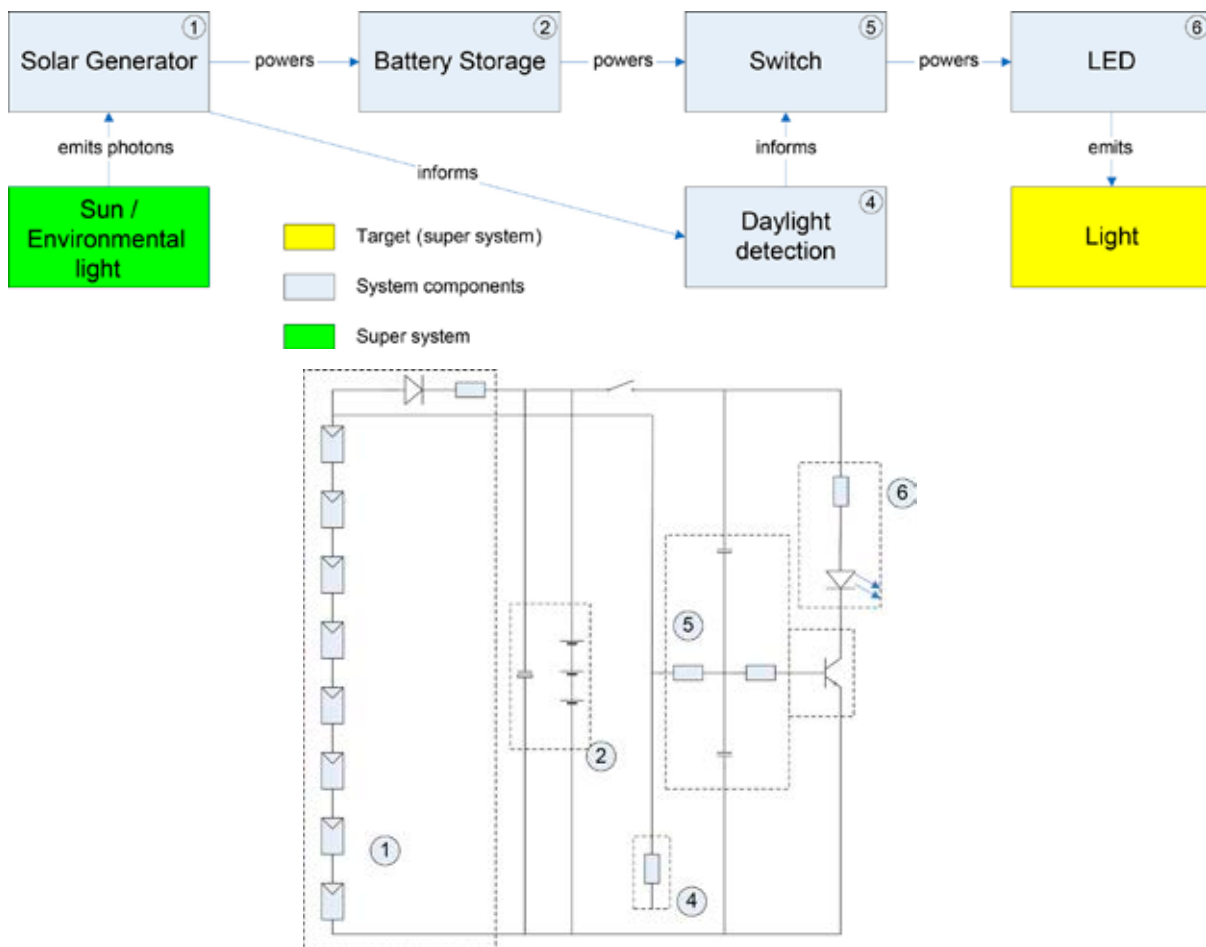 1
2
5
6
Solar Generator
powers
Battery Storage
powers
Switch
powers
LED
emits photons
informs
informs
emits
Sun /
Environmental
light
4
Daylight
detection
Light
Target (super system)
System components
Super system
6
5
2
1
4